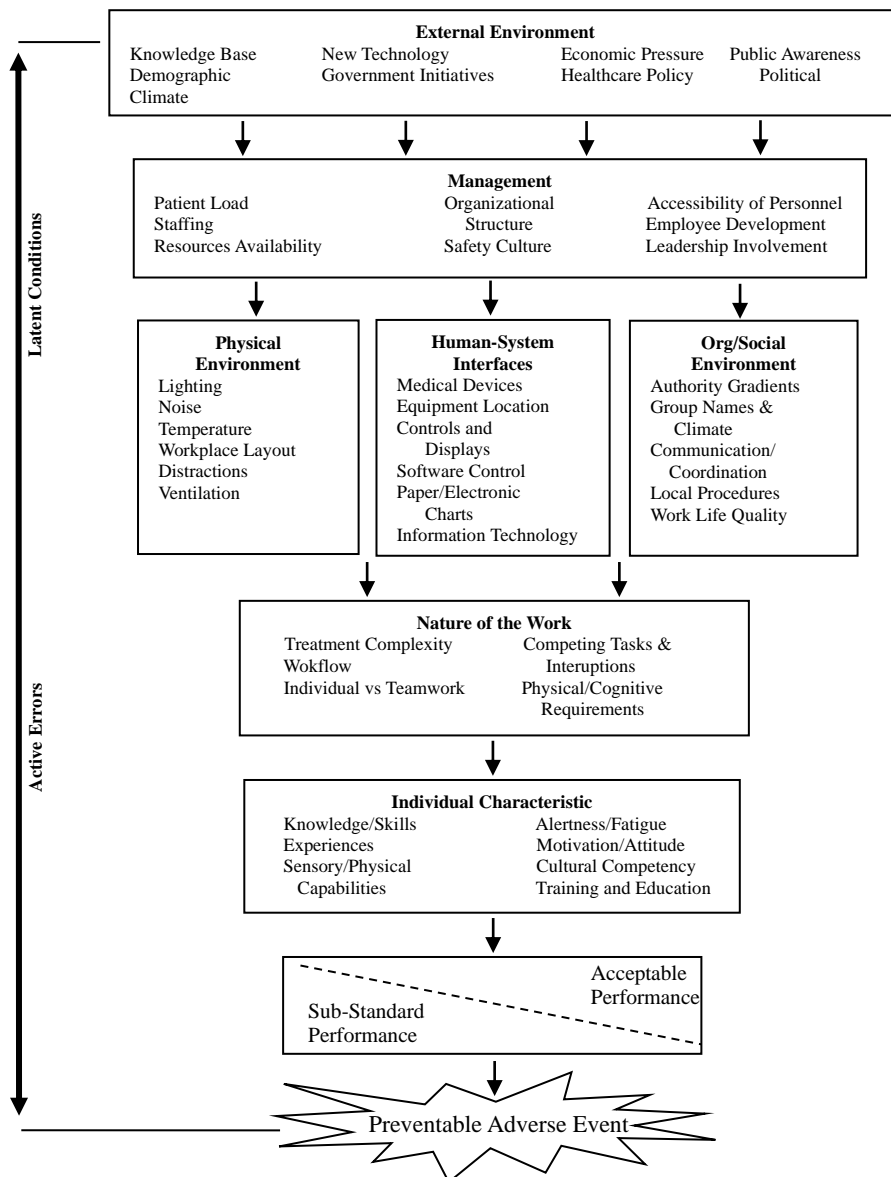 External Environment
Knowledge Base
Demographic
Climate
New Technology
Government Initiatives
Economic Pressure
Healthcare Policy
Public Awareness
Political
Management
Patient Load
Staffing
Resources Availability
Organizational
Structure
Safety Culture
Accessibility of Personnel
Employee Development
Leadership Involvement
Latent Conditions
Physical
Environment
Lighting
Noise
Temperature
Workplace Layout
Distractions
Ventilation
Human-System
Interfaces
Medical Devices
Equipment Location
Controls and
Displays
Software Control
Paper/Electronic
Charts
Information Technology
Org/Social
Environment
Authority Gradients
Group Names &
Climate
Communication/
Coordination
Local Procedures
Work Life Quality
Nature of the Work
Treatment Complexity
Wokflow
Individual vs Teamwork
Competing Tasks &
Interuptions
Physical/Cognitive
Requirements
Active Errors
Individual Characteristic
Knowledge/Skills
Experiences
Sensory/Physical
Capabilities
Alertness/Fatigue
Motivation/Attitude
Cultural Competency
Training and Education
Acceptable
Performance
Sub-Standard
Performance
Preventable Adverse Event